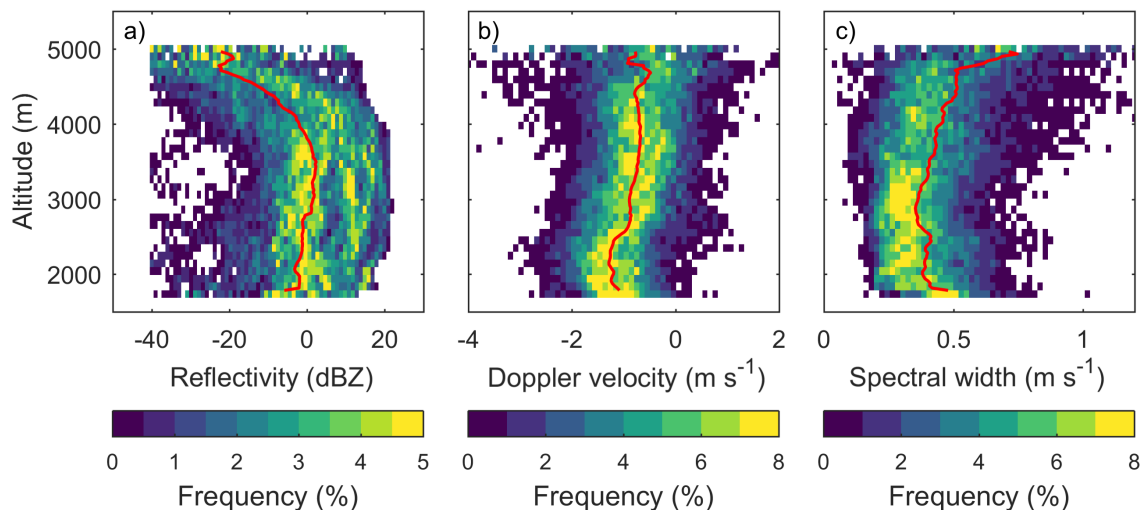 a)
b)
c)
5000
4000
3000
2000
Altitude (m)
-40 -20 0 20
-4 -2 0 2
0 0.5 1
Reflectivity (dBZ)
Doppler velocity (m s⁻¹)
Spectral width (m s⁻¹)
0 1 2 3 4 5
0 2 4 6 8
0 2 4 6 8
Frequency (%)
Frequency (%)
Frequency (%)